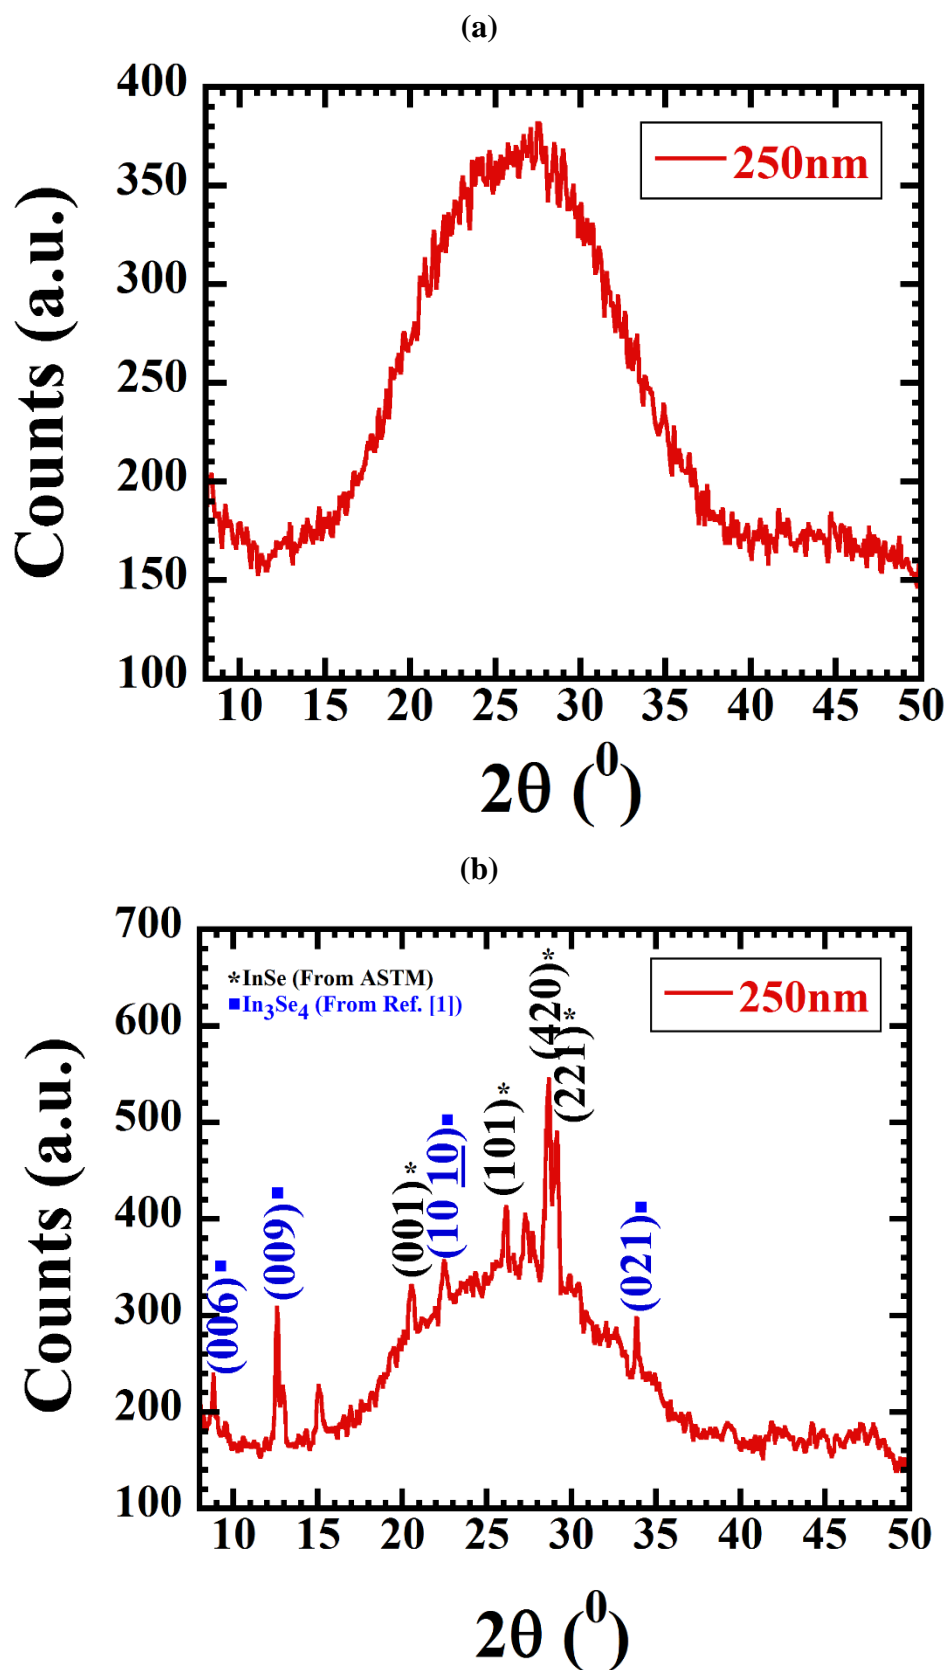 (a)
400
350
300
250
200
150
100
Counts (a.u.)
250nm
10 15 20 25 30 35 40 45 50
2θ (⁰)
(b)
700
600
500
400
300
200
100
Counts (a.u.)
*InSe (From ASTM)
■In₃Se₄ (From Ref. [1])
250nm
(006)■
(009)■
(001)*
(10 10)■
(101)*
(420)*
(221)*
(021)■
10 15 20 25 30 35 40 45 50
2θ (⁰)